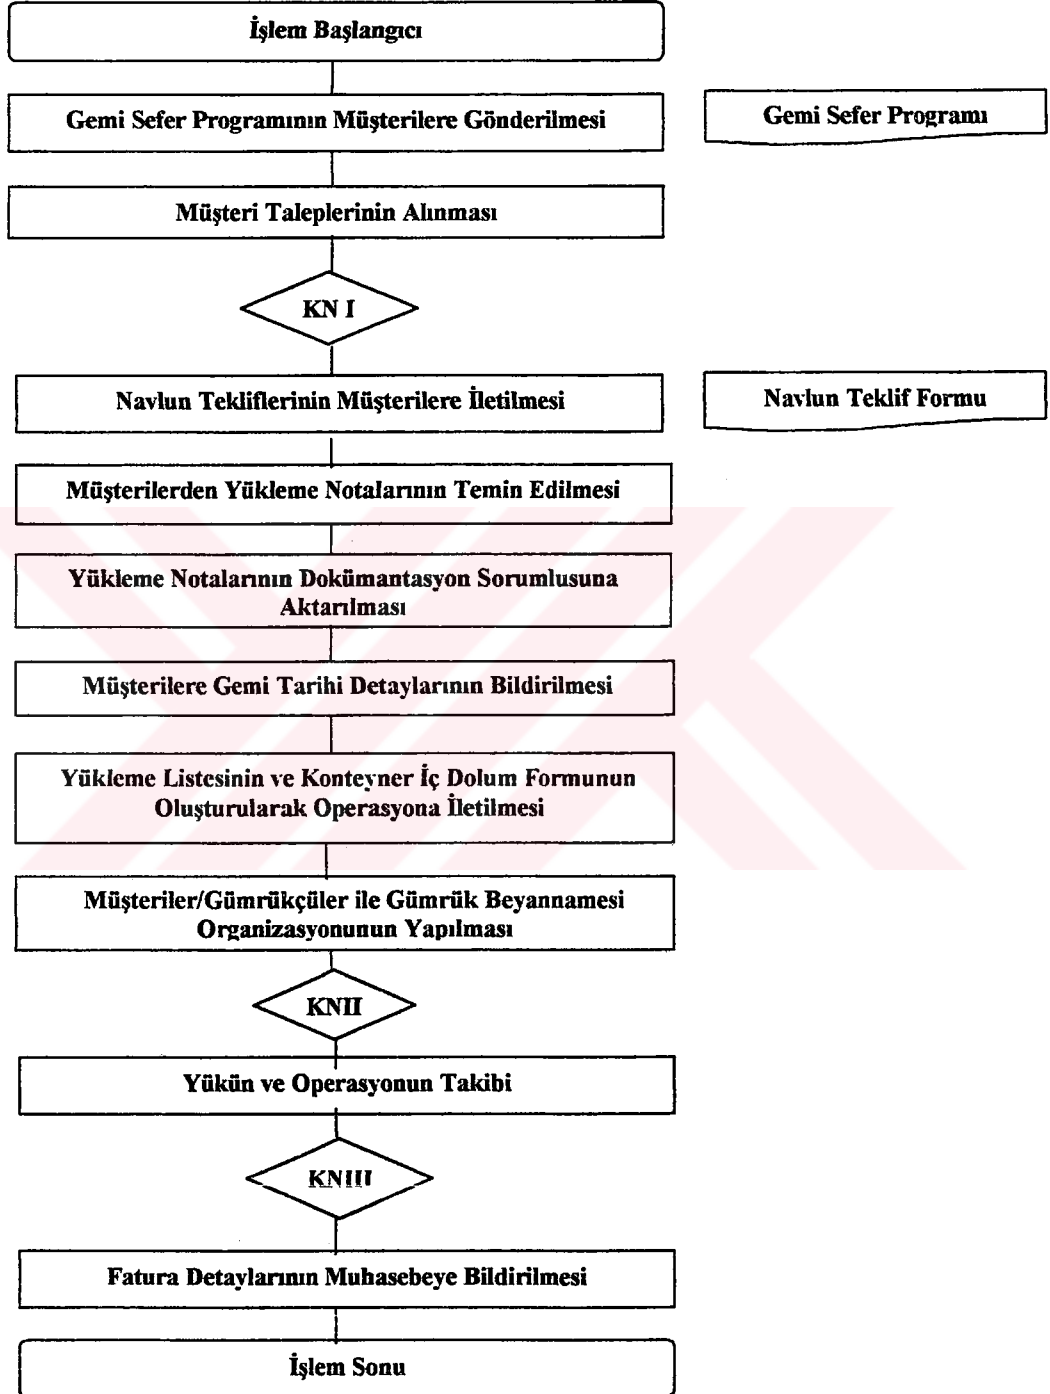 İşlem Başlangıcı
Gemi Sefer Programının Müşterilere Gönderilmesi
Gemi Sefer Programı
Müşteri Taleplerinin Alınması
KN I
Navlun Tekliflerinin Müşterilere İletilmesi
Navlun Teklif Formu
Müşterilerden Yükleme Notalarının Temin Edilmesi
Yükleme Notalarının Dokümantasyon Sorumlusuna
Aktarılması
Müşterilere Gemi Tarihi Detaylarının Bildirilmesi
Yükleme Listesinin ve Konteyner İç Dolum Formunun
Oluşturularak Operasyona İletilmesi
Müşteriler/Gümrükçüler ile Gümrük Beyannamesi
Organizasyonunun Yapılması
KNII
Yükün ve Operasyonun Takibi
KNIII
Fatura Detaylarının Muhasebeye Bildirilmesi
İşlem Sonu